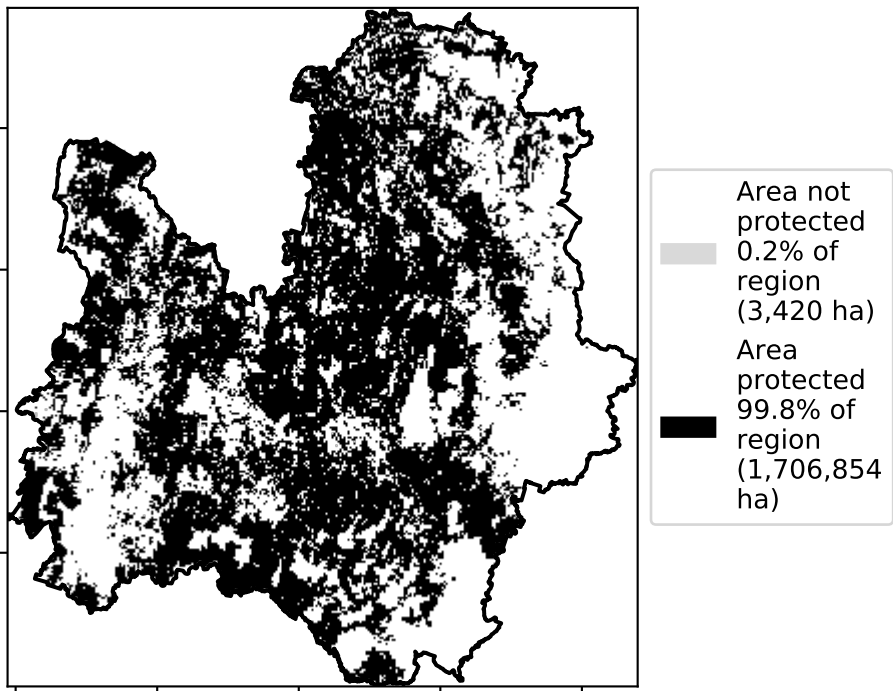 Area not
protected
0.2% of
region
(3,420 ha)
Area
protected
99.8% of
region
(1,706,854
ha)